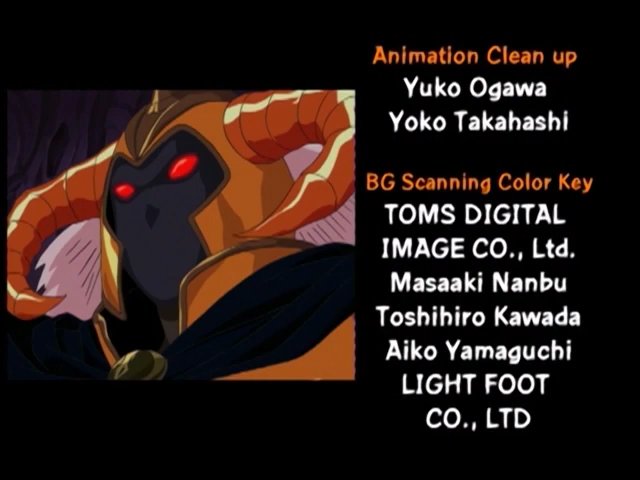 Animation Clean up
Yuko Ogawa
Yoko Takahashi
BG Scanning Color Key
TOMS DIGITAL
IMAGE CO., Ltd.
Masaaki Nanbu
Toshihiro Kawada
Aiko Yamaguchi
LIGHT FOOT
CO., LTD